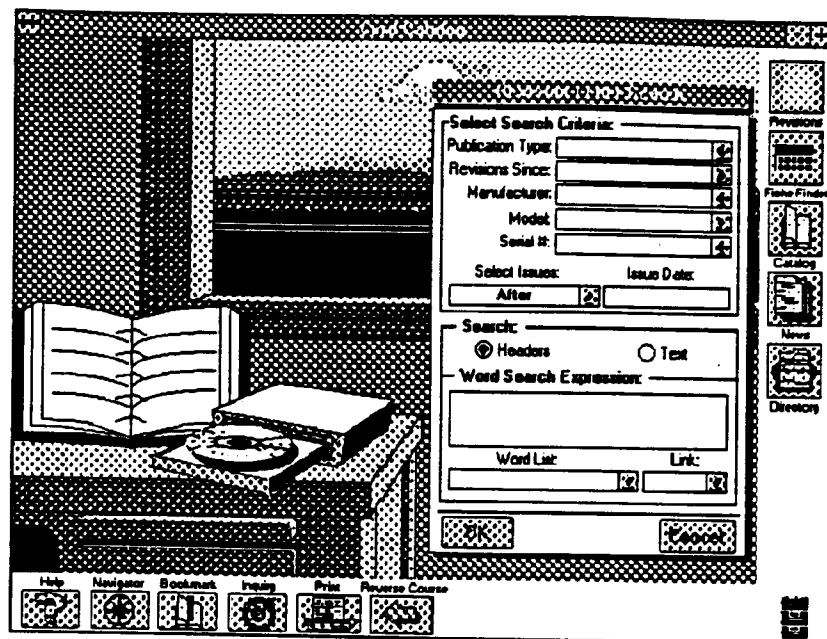 Select Search Criteria:
Publication Type:
Revisions Since:
Manufacturer:
Model:
Serial #:
Select Issues: Issue Date:
After
Search:
Headers Text
Word Search Expression:
Word List: Link:
OK Cancel
Revisions
Fiche Finder
Catalog
News
Directory
Help Navigator Bookmark Inquiry Print Reverse Course